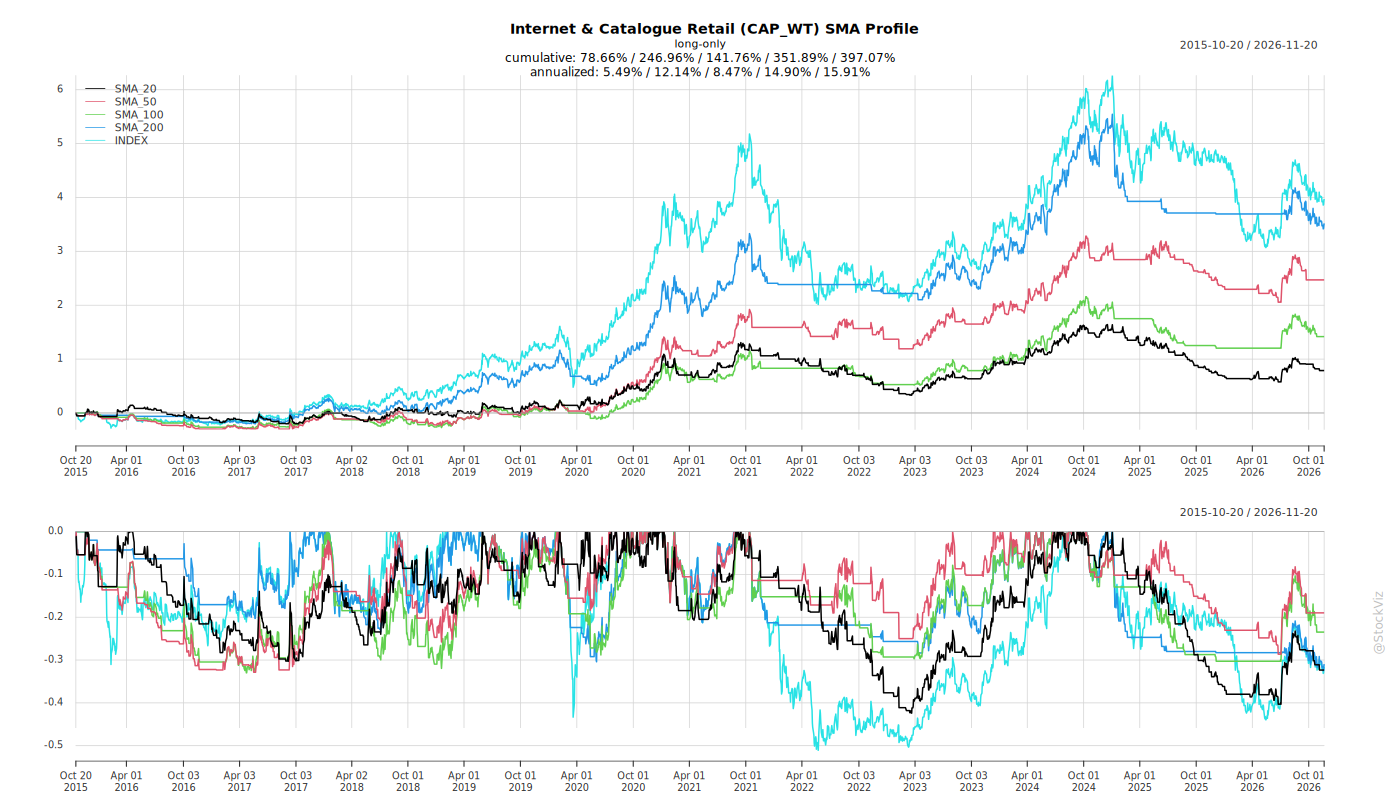 Internet & Catalogue Retail (CAP_WT) SMA Profile
long-only
cumulative: 78.66% / 246.96% / 141.76% / 351.89% / 397.07%
annualized: 5.49% / 12.14% / 8.47% / 14.90% / 15.91%
2015-10-20 / 2026-11-20
SMA_20
SMA_50
SMA_100
SMA_200
INDEX
6
5
4
3
2
1
0
Oct 20 Apr 01 Oct 03 Apr 03 Oct 03 Apr 02 Oct 01 Apr 01 Oct 01 Apr 01 Oct 01 Apr 01 Oct 01 Apr 01 Oct 03 Apr 03 Oct 03 Apr 01 Oct 01 Apr 01 Oct 01 Apr 01 Oct 01
2015 2016 2016 2017 2017 2018 2018 2019 2019 2020 2020 2021 2021 2022 2022 2023 2023 2024 2024 2025 2025 2026 2026
2015-10-20 / 2026-11-20
0.0
-0.1
-0.2
-0.3
-0.4
-0.5
Oct 20 Apr 01 Oct 03 Apr 03 Oct 03 Apr 02 Oct 01 Apr 01 Oct 01 Apr 01 Oct 01 Apr 01 Oct 01 Apr 01 Oct 03 Apr 03 Oct 03 Apr 01 Oct 01 Apr 01 Oct 01 Apr 01 Oct 01
2015 2016 2016 2017 2017 2018 2018 2019 2019 2020 2020 2021 2021 2022 2022 2023 2023 2024 2024 2025 2025 2026 2026
@StockViz